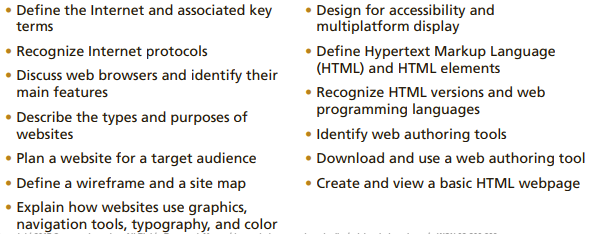 • Define the Internet and associated key
terms
• Recognize Internet protocols
• Discuss web browsers and identify their
main features
• Describe the types and purposes of
websites
• Plan a website for a target audience
• Define a wireframe and a site map
• Explain how websites use graphics,
navigation tools, typography, and color
• Design for accessibility and
multiplatform display
• Define Hypertext Markup Language
(HTML) and HTML elements
• Recognize HTML versions and web
programming languages
• Identify web authoring tools
• Download and use a web authoring tool
• Create and view a basic HTML webpage